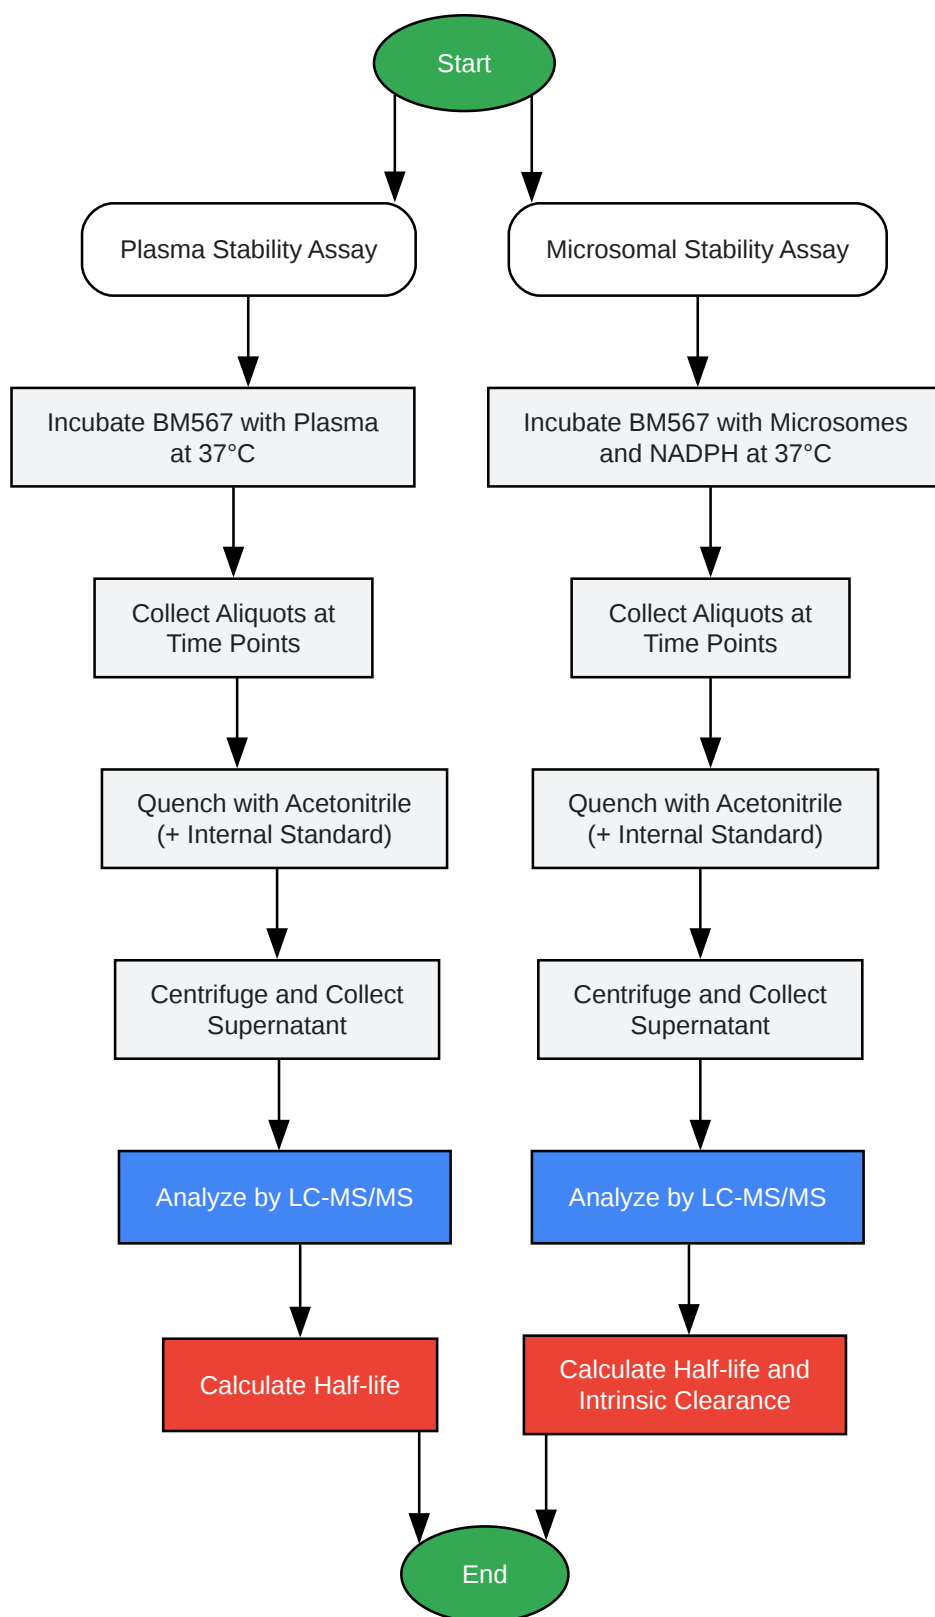 Start
Plasma Stability Assay
Microsomal Stability Assay
Incubate BM567 with Plasma
at 37°C
Incubate BM567 with Microsomes
and NADPH at 37°C
Collect Aliquots at
Time Points
Collect Aliquots at
Time Points
Quench with Acetonitrile
(+ Internal Standard)
Quench with Acetonitrile
(+ Internal Standard)
Centrifuge and Collect
Supernatant
Centrifuge and Collect
Supernatant
Analyze by LC-MS/MS
Analyze by LC-MS/MS
Calculate Half-life
Calculate Half-life and
Intrinsic Clearance
End